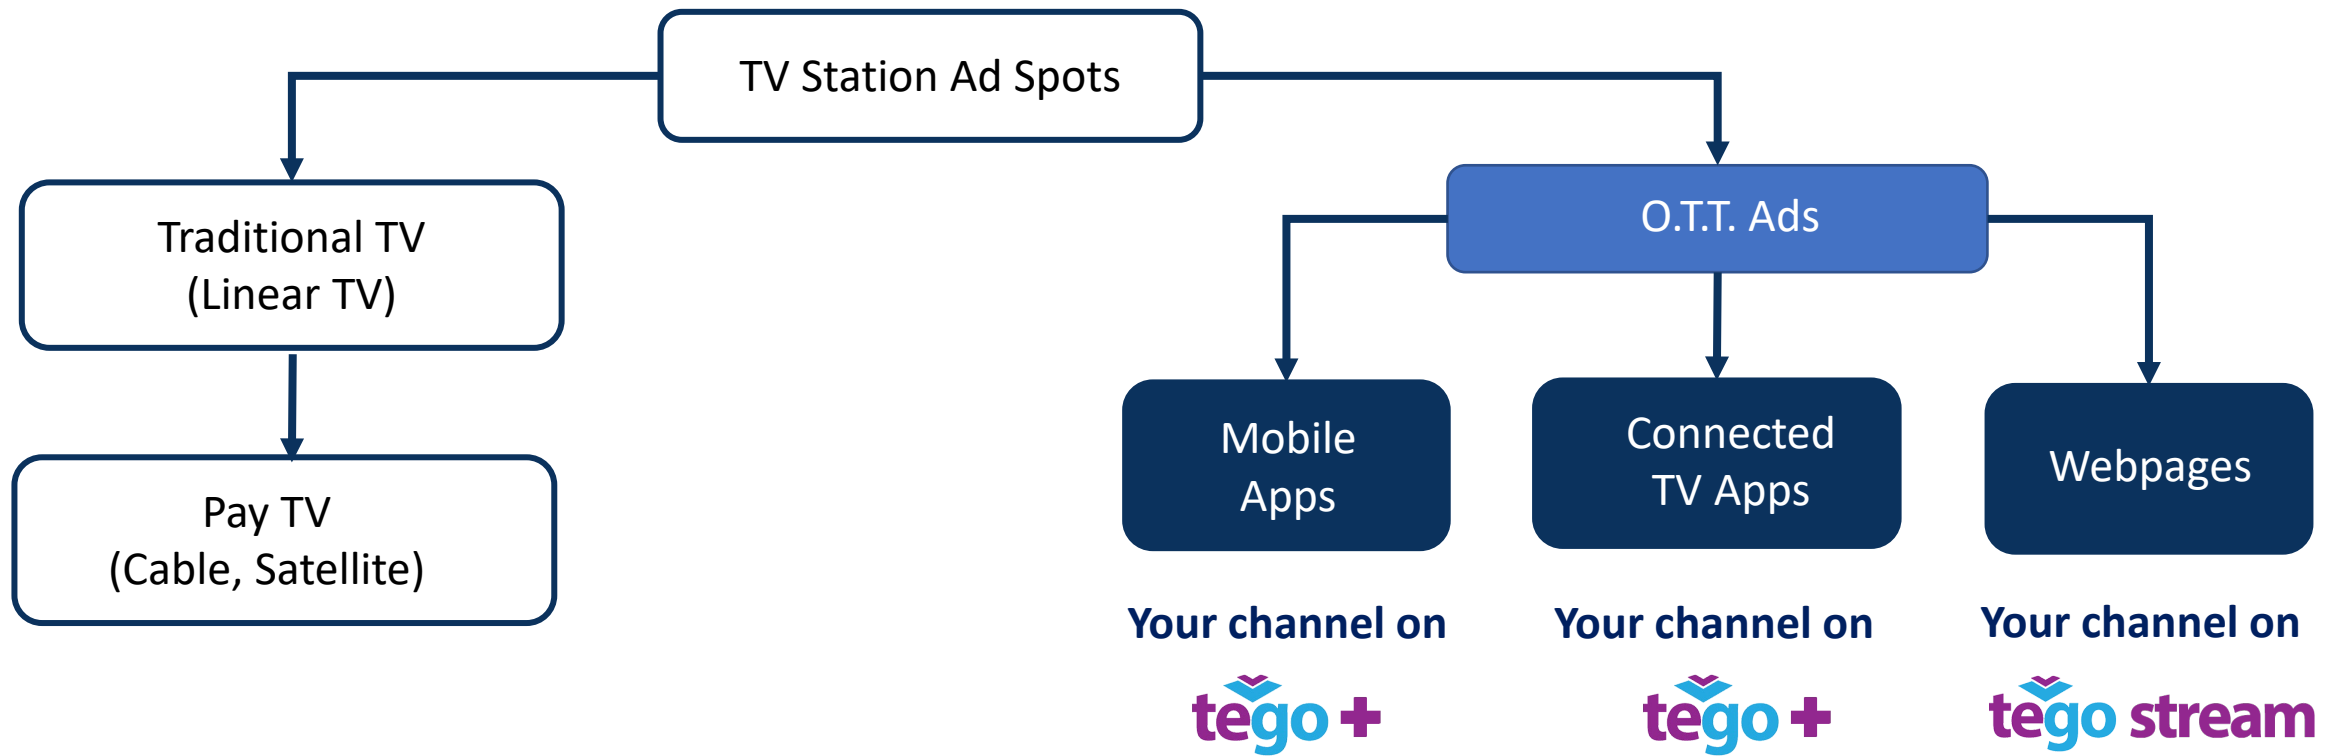 TV Station Ad Spots
Traditional TV
(Linear TV)
O.T.T. Ads
Pay TV
(Cable, Satellite)
Mobile
Apps
Connected
TV Apps
Webpages
Your channel on
tego +
Your channel on
tego +
Your channel on
tego stream